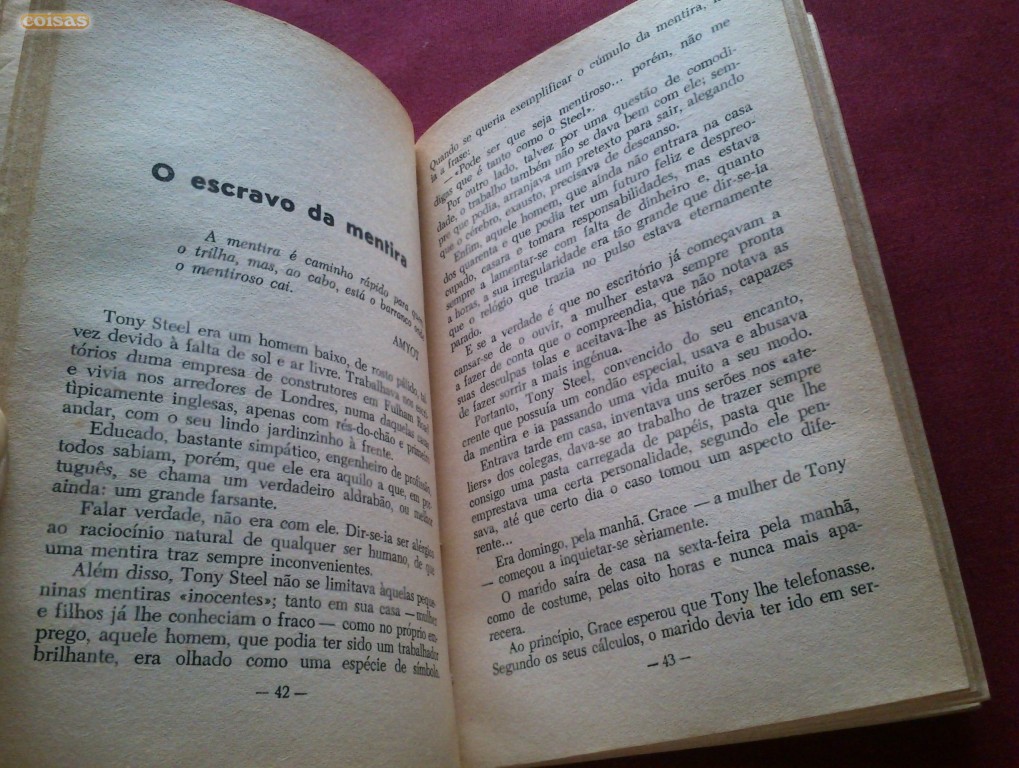 coisas
O escravo da mentira
A mentira é caminho rápido para quem
o trilha, mas, ao cabo, está o barranco onde
o mentiroso cai.
AMYOT
Tony Steel era um homem baixo, de rosto pálido, tal-
vez devido à falta de sol e ar livre. Trabalhava nos escri-
tórios duma empresa de construtores em Fulham Road
e vivia nos arredores de Londres, numa daquelas casas
tìpicamente inglesas, apenas com rés-do-chão e primeiro
andar, com o seu lindo jardinzinho à frente.
Educado, bastante simpático, engenheiro de profissão,
todos sabiam, porém, que ele era aquilo a que, em por-
tuguês, se chama um verdadeiro aldrabão, ou melhor
ainda: um grande farsante.
Falar verdade, não era com ele. Dir-se-ia ser alérgico
ao raciocínio natural de qualquer ser humano, de que
uma mentira traz sempre inconvenientes.
Além disso, Tony Steel não se limitava àquelas peque-
ninas mentiras «inocentes»; tanto em sua casa — mulher
e filhos já lhe conheciam o fraco — como no próprio em-
prego, aquele homem, que podia ter sido um trabalhador
brilhante, era olhado como uma espécie de símbolo.
— 42 —
Quando se queria exemplificar o cúmulo da mentira,
ia a frase:
— «Pode ser que seja mentiroso... porém, não me
digas que é tanto como o Steel».
Por outro lado, talvez por uma questão de comodi-
dade, o trabalho também não se dava bem com ele; sem-
pre que podia, arranjava um pretexto para sair, alegando
que o cérebro, exausto, precisava de descanso.
Enfim, aquele homem, que ainda não entrara na casa
dos quarenta e que podia ter um futuro feliz e despreo-
cupado, casara e tomara responsabilidades, mas estava
sempre a lamentar-se com falta de dinheiro e, quanto
a horas, a sua irregularidade era tão grande que dir-se-ia
que o relógio que trazia no pulso estava eternamente
parado.
E se a verdade é que no escritório já começavam a
cansar-se de o ouvir, a mulher estava sempre pronta
a fazer de conta que o compreendia, que não notava as
suas desculpas tolas e aceitava-lhe as histórias, capazes
de fazer sorrir a mais ingénua.
Portanto, Tony Steel, convencido do seu encanto,
crente que possuía um condão especial, usava e abusava
da mentira e ia passando uma vida muito a seu modo.
Entrava tarde em casa, inventava uns serões nos «ate-
liers» dos colegas, dava-se ao trabalho de trazer sempre
consigo uma pasta carregada de papéis, pasta que lhe
emprestava uma certa personalidade, segundo ele pen-
sava, até que certo dia o caso tomou um aspecto dife-
rente...
Era domingo, pela manhã. Grace — a mulher de Tony
— começou a inquietar-se sèriamente.
O marido saíra de casa na sexta-feira pela manhã,
como de costume, pelas oito horas e nunca mais apa-
recera.
Ao princípio, Grace esperou que Tony lhe telefonasse.
Segundo os seus cálculos, o marido devia ter ido em ser-
— 43 —